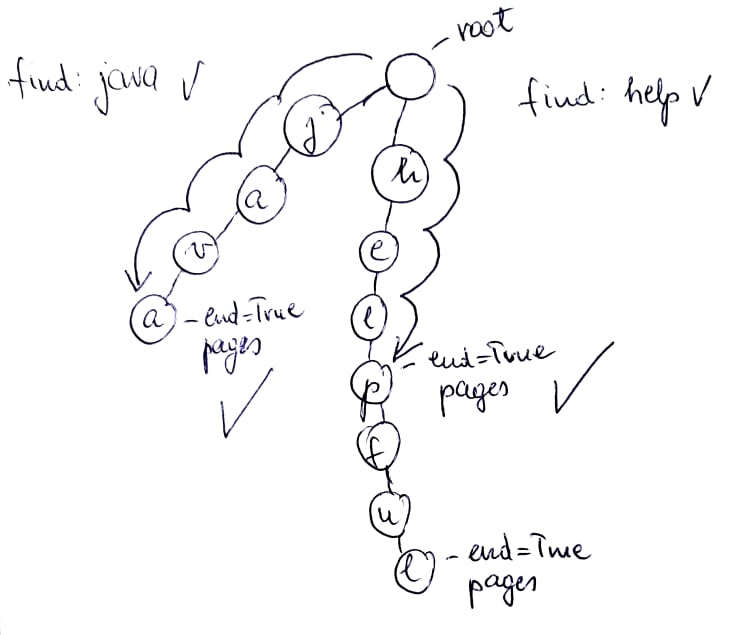 root
find: java ✓
find: help ✓
j
h
a
e
v
l
a - end=True
pages
- end=True
p
pages
f
u
l - end=True
pages